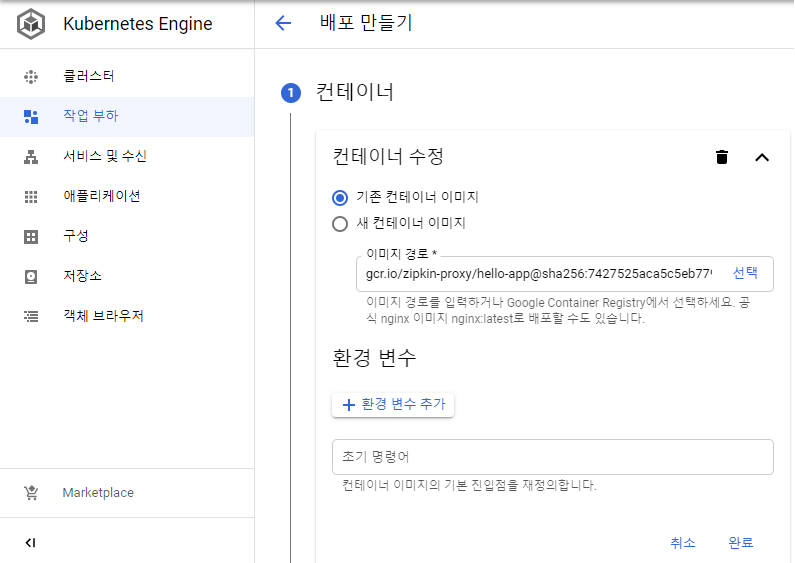 Kubernetes Engine
배포 만들기
클러스터
작업 부하
서비스 및 수신
애플리케이션
구성
저장소
객체 브라우저
Marketplace
1 컨테이너
컨테이너 수정
기존 컨테이너 이미지
새 컨테이너 이미지
이미지 경로 *
gcr.io/zipkin-proxy/hello-app@sha256:7427525aca5c5eb779
선택
이미지 경로를 입력하거나 Google Container Registry에서 선택하세요. 공
식 nginx 이미지 nginx:latest로 배포할 수도 있습니다.
환경 변수
환경 변수 추가
초기 명령어
컨테이너 이미지의 기본 진입점을 재정의합니다.
취소 완료